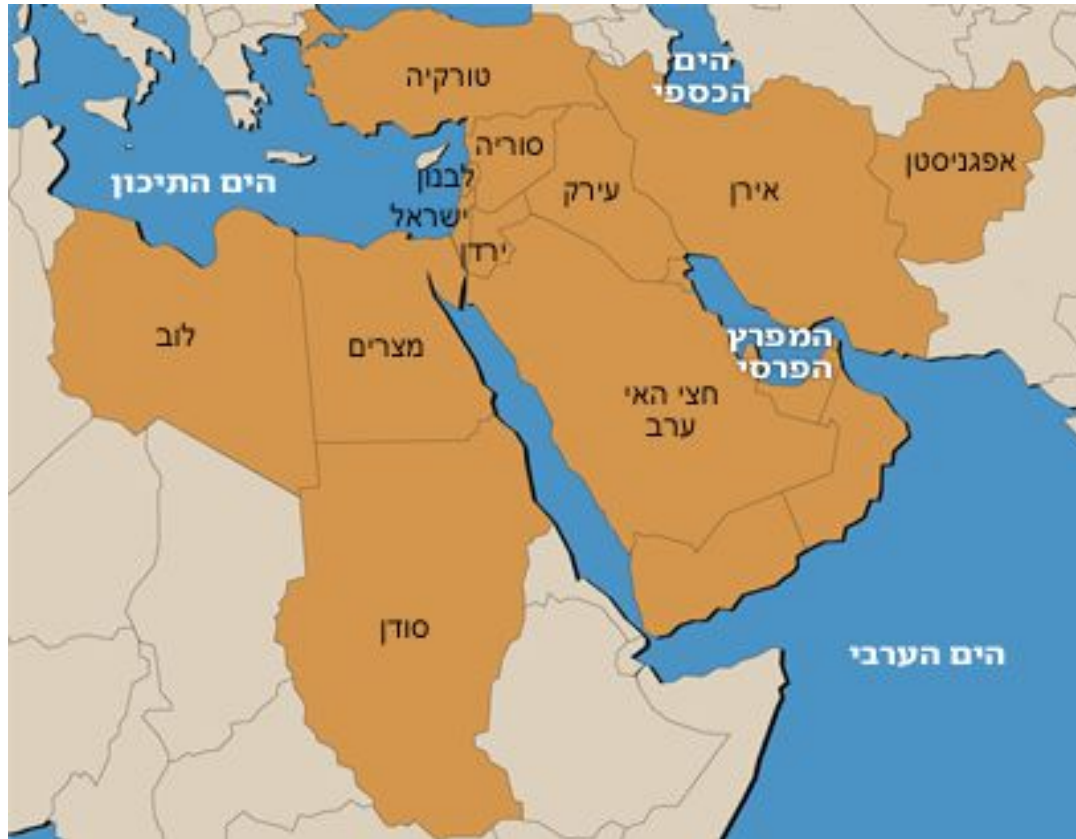 טורקיה
הים
הכספי
סוריה
אפגניסטן
לבנון
עירק
אירן
הים התיכון
ישראל
ירדן
לוב
מצרים
המפרץ
הפרסי
חצי האי
ערב
סודן
הים הערבי